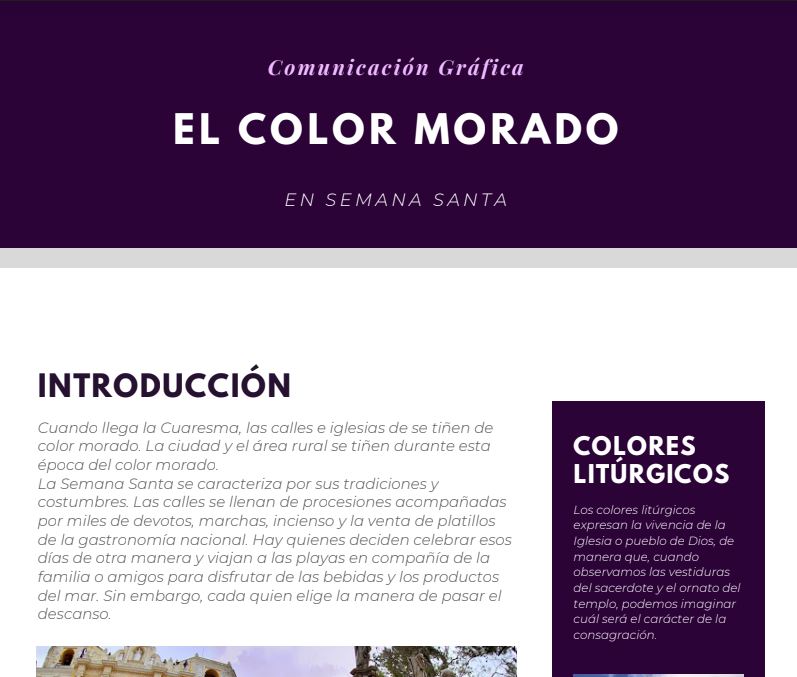 Comunicación Gráfica
EL COLOR MORADO
EN SEMANA SANTA
INTRODUCCIÓN
Cuando llega la Cuaresma, las calles e iglesias de se tiñen de
color morado. La ciudad y el área rural se tiñen durante esta
época del color morado.
La Semana Santa se caracteriza por sus tradiciones y
costumbres. Las calles se llenan de procesiones acompañadas
por miles de devotos, marchas, incienso y la venta de platillos
de la gastronomía nacional. Hay quienes deciden celebrar esos
días de otra manera y viajan a las playas en compañía de la
familia o amigos para disfrutar de las bebidas y los productos
del mar. Sin embargo, cada quien elige la manera de pasar el
descanso.
COLORES
LITÚRGICOS
Los colores litúrgicos
expresan la vivencia de la
Iglesia o pueblo de Dios, de
manera que, cuando
observamos las vestiduras
del sacerdote y el ornato del
templo, podemos imaginar
cuál será el carácter de la
consagración.